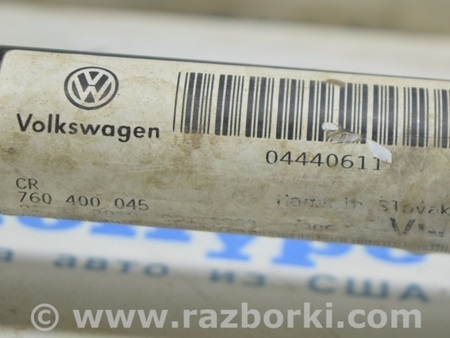 Volkswagen
04440611
CR
760 400 045
Made in Slovak
авто из США
© www.razborki.com